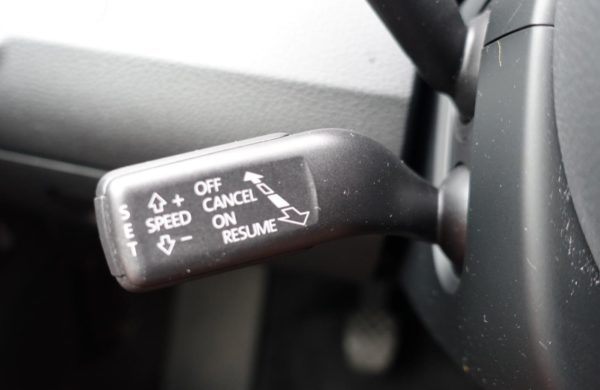 SET
+
SPEED
−
OFF
CANCEL
ON
RESUME